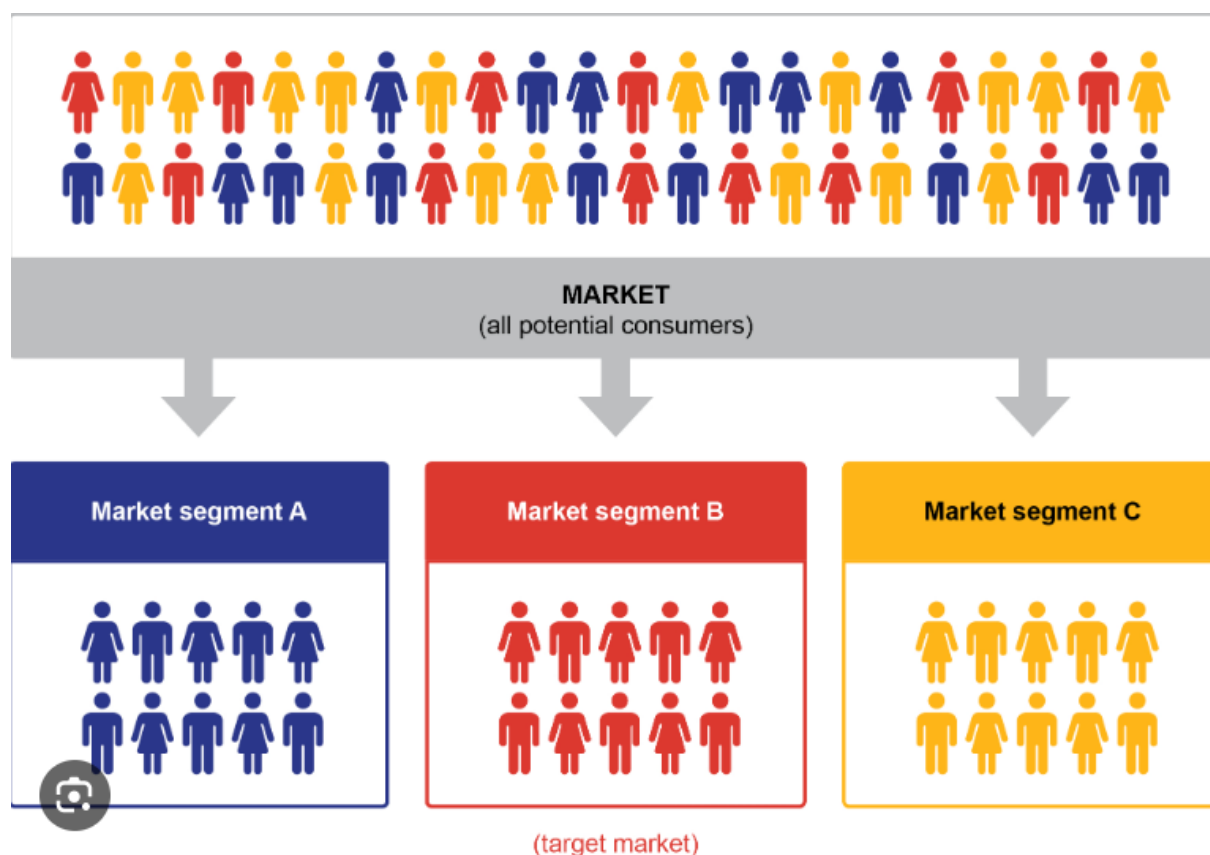 MARKET
(all potential consumers)
Market segment A
Market segment B
Market segment C
(target market)